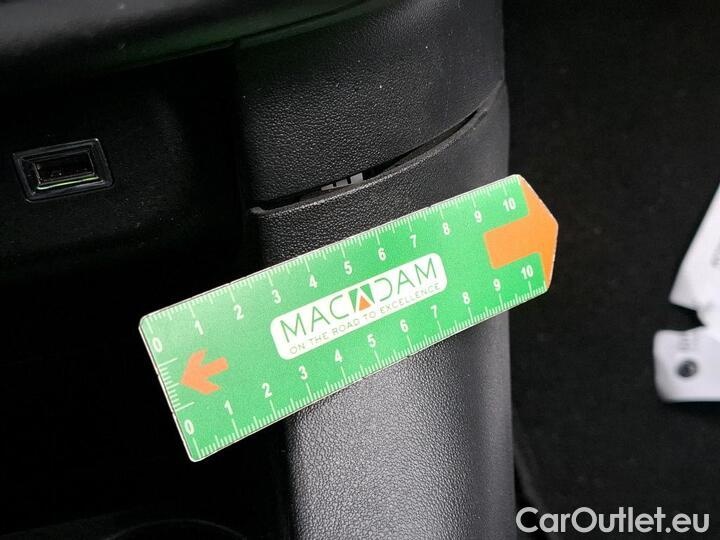 0 1 2 3 4 5 6 7 8 9 10
MACADAM
ON THE ROAD TO EXCELLENCE
0 1 2 3 4 5 6 7 8 9 10
CarOutlet.eu